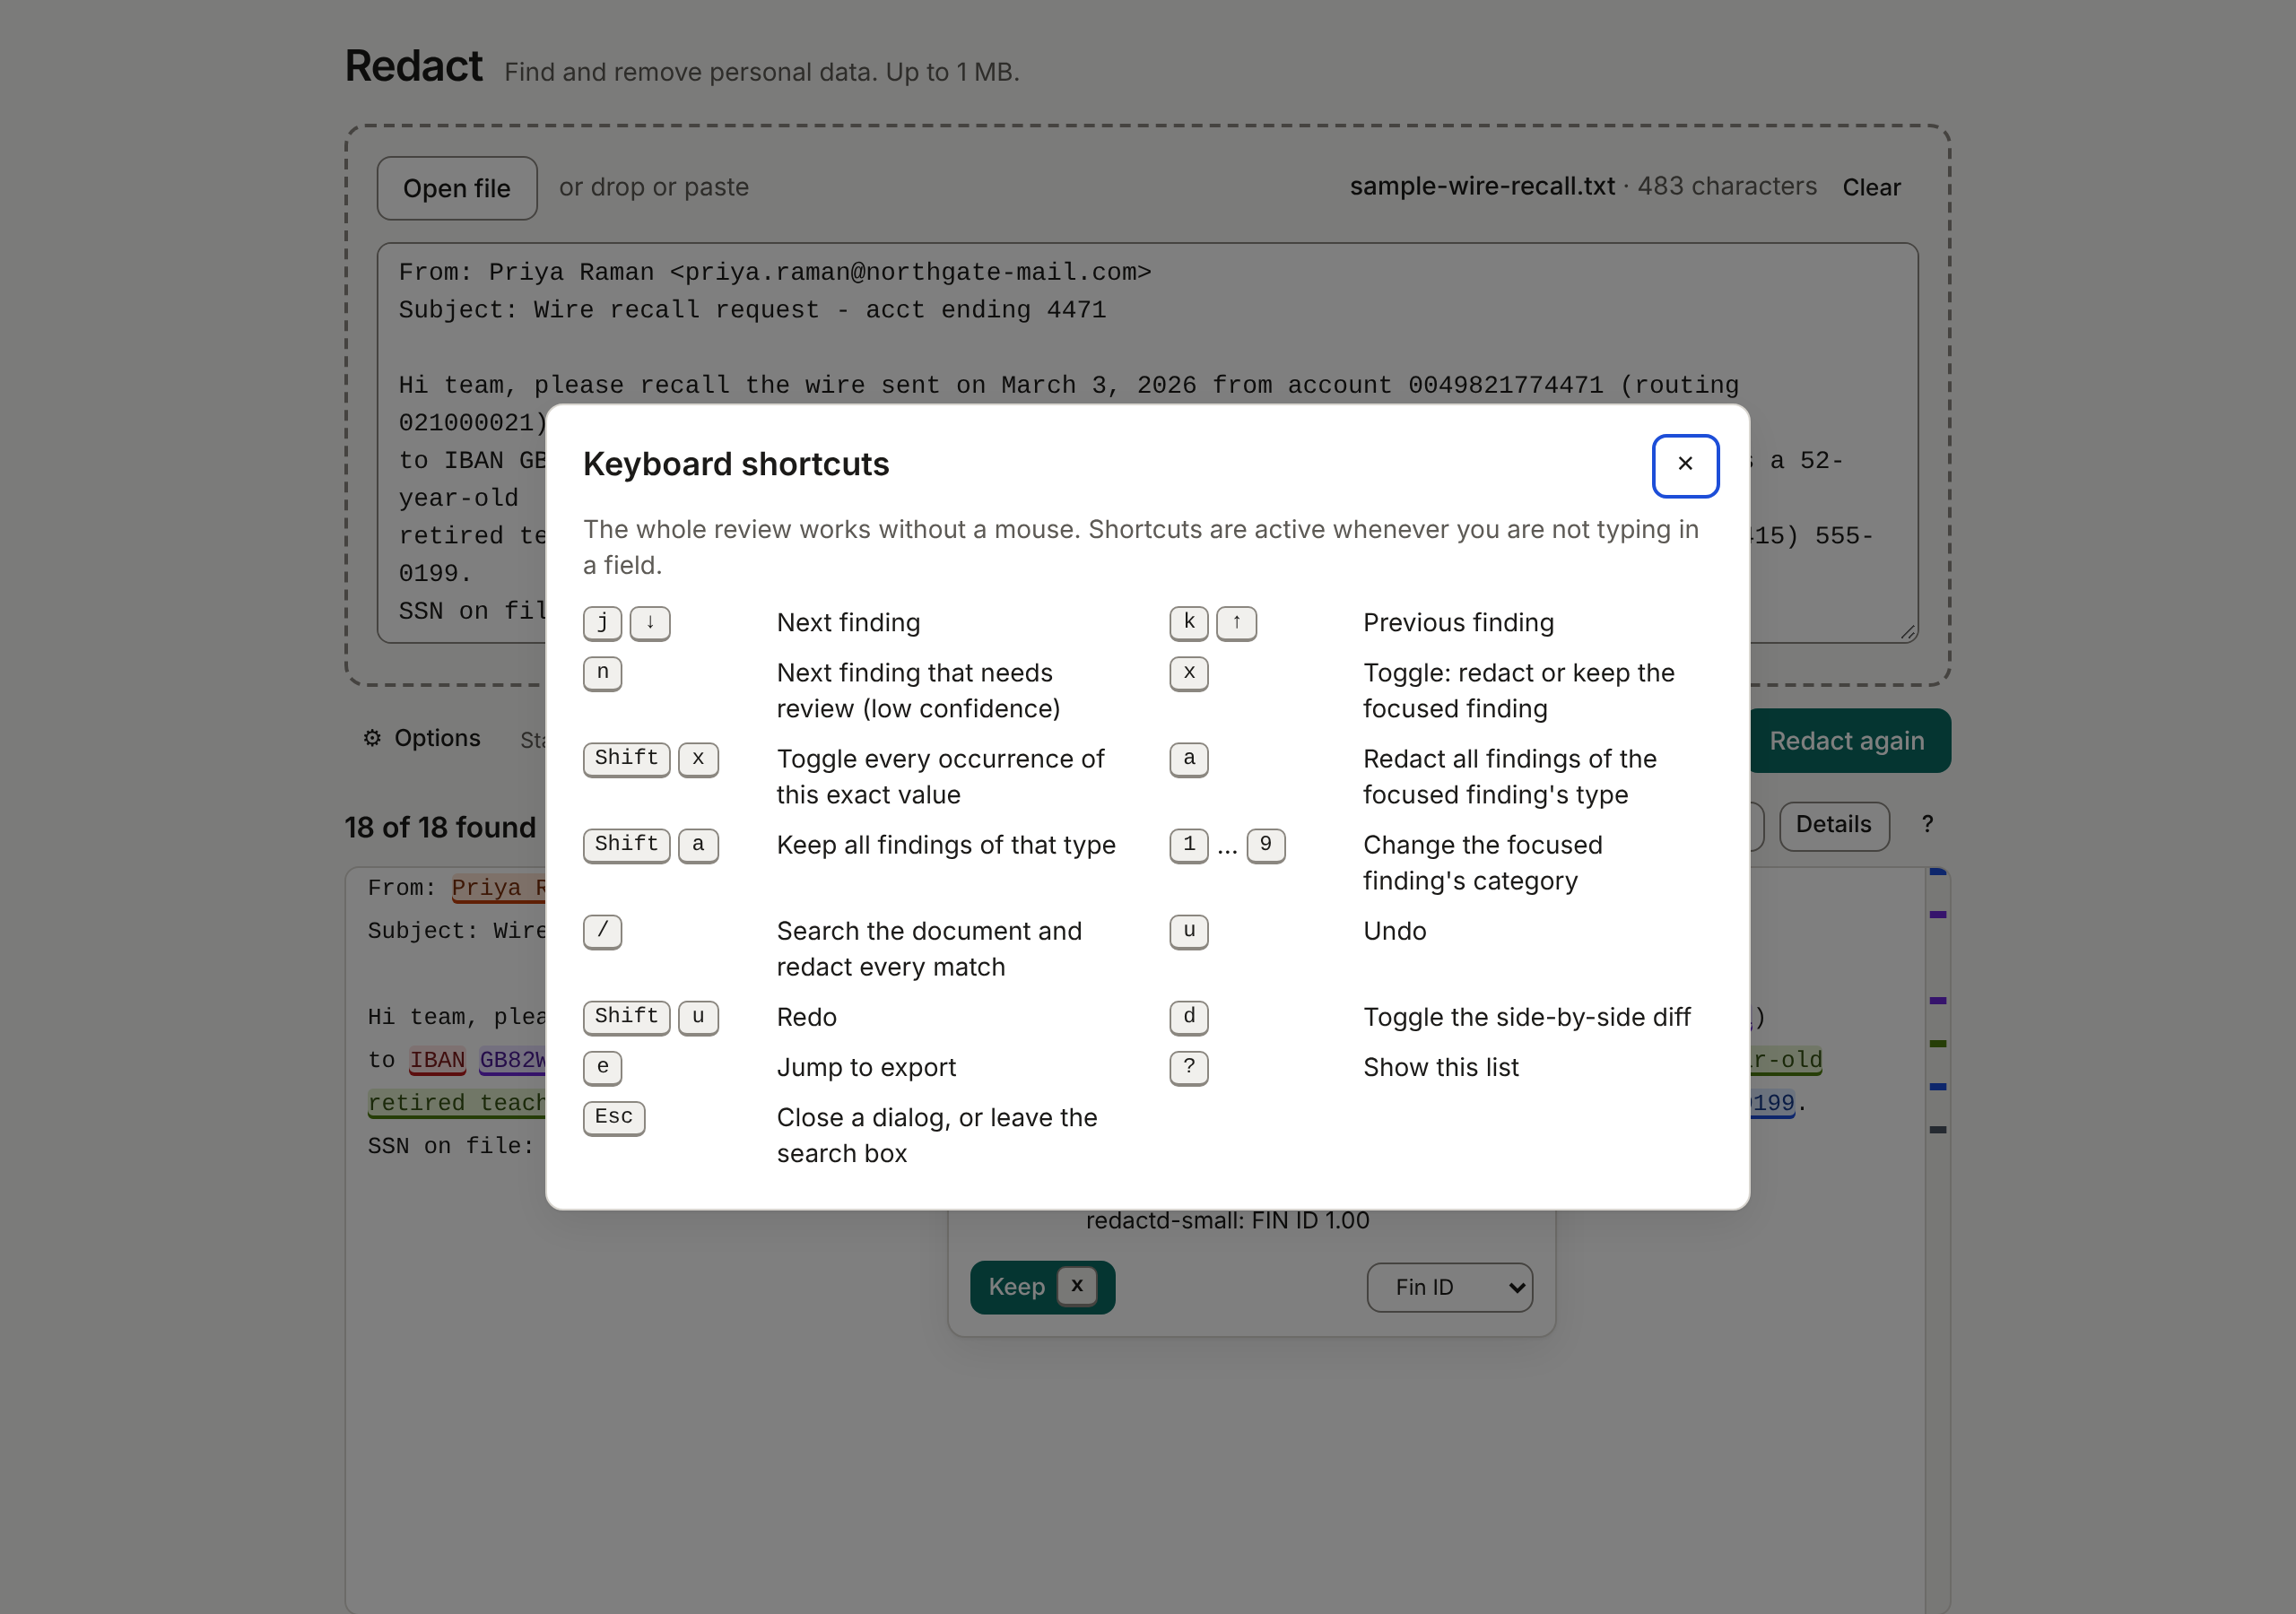 Redact Find and remove personal data. Up to 1 MB.
Open file or drop or paste sample-wire-recall.txt · 483 characters Clear
From: Priya Raman <priya.raman@northgate-mail.com>
Subject: Wire recall request - acct ending 4471
Hi team, please recall the wire sent on March 3, 2026 from account 0049821774471 (routing
021000021)
to IBAN GB a 52-
year-old
retired te 15) 555-
0199.
SSN on fil
⚙ Options Redact again
18 of 18 found Details ?
From: Priya R
Subject: Wire
Hi team, plea )
to IBAN GB82W r-old
retired teach 199.
SSN on file:
Keyboard shortcuts ×
The whole review works without a mouse. Shortcuts are active whenever you are not typing in
a field.
j ↓ Next finding k ↑ Previous finding
n Next finding that needs x Toggle: redact or keep the
review (low confidence) focused finding
Shift x Toggle every occurrence of a Redact all findings of the
this exact value focused finding's type
Shift a Keep all findings of that type 1 … 9 Change the focused
finding's category
/ Search the document and u Undo
redact every match
Shift u Redo d Toggle the side-by-side diff
e Jump to export ? Show this list
Esc Close a dialog, or leave the
search box
redactd-small: FIN ID 1.00
Keep x Fin ID